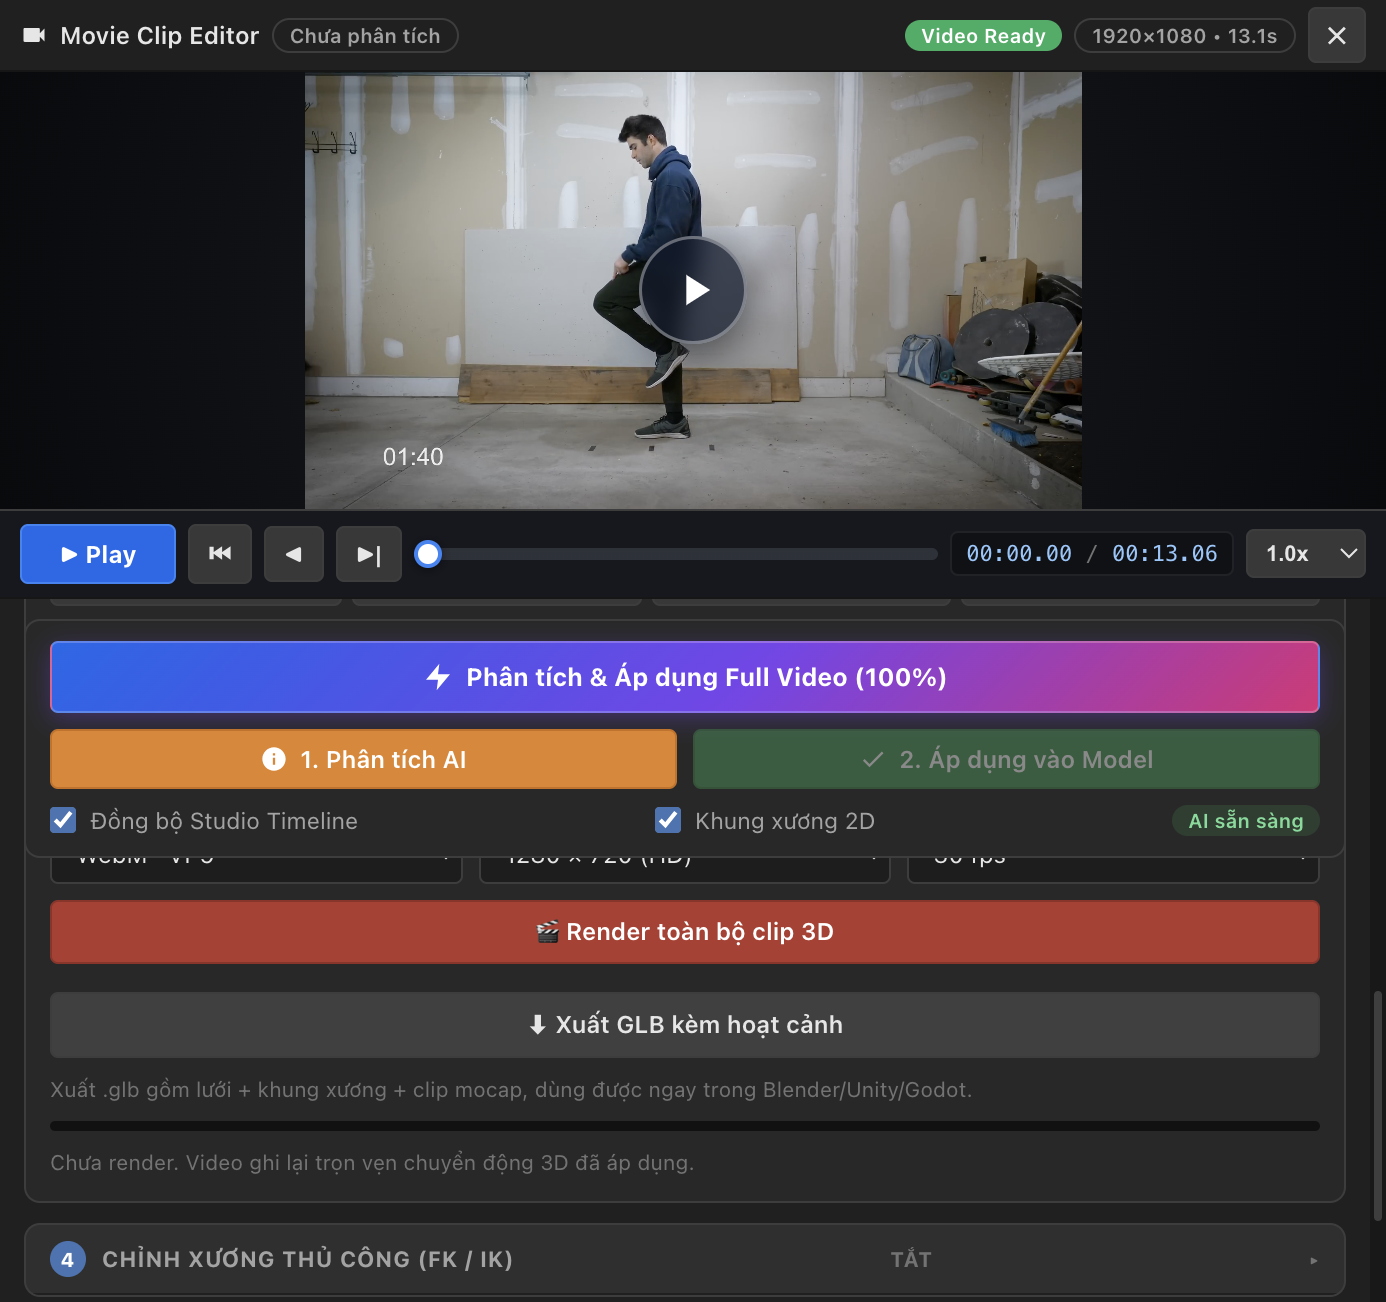 Movie Clip Editor
Chưa phân tích
Video Ready
1920×1080 • 13.1s
01:40
Play
00:00.00 / 00:13.06
1.0x
Phân tích & Áp dụng Full Video (100%)
1. Phân tích AI
2. Áp dụng vào Model
Đồng bộ Studio Timeline
Khung xương 2D
AI sẵn sàng
1280 × 720 (HD)
30 fps
Render toàn bộ clip 3D
Xuất GLB kèm hoạt cảnh
Xuất .glb gồm lưới + khung xương + clip mocap, dùng được ngay trong Blender/Unity/Godot.
Chưa render. Video ghi lại trọn vẹn chuyển động 3D đã áp dụng.
4 CHỈNH XƯƠNG THỦ CÔNG (FK / IK)
TẮT